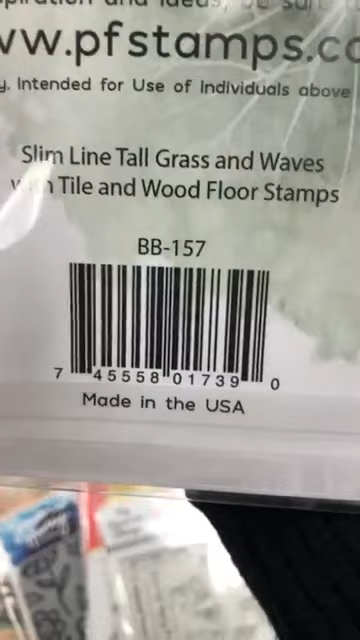 ww.pfstamps.co
y. Intended for Use of Individuals above
Slim Line Tall Grass and Waves
Tile and Wood Floor Stamps
BB-157
7 45558 01739 0
Made in the USA